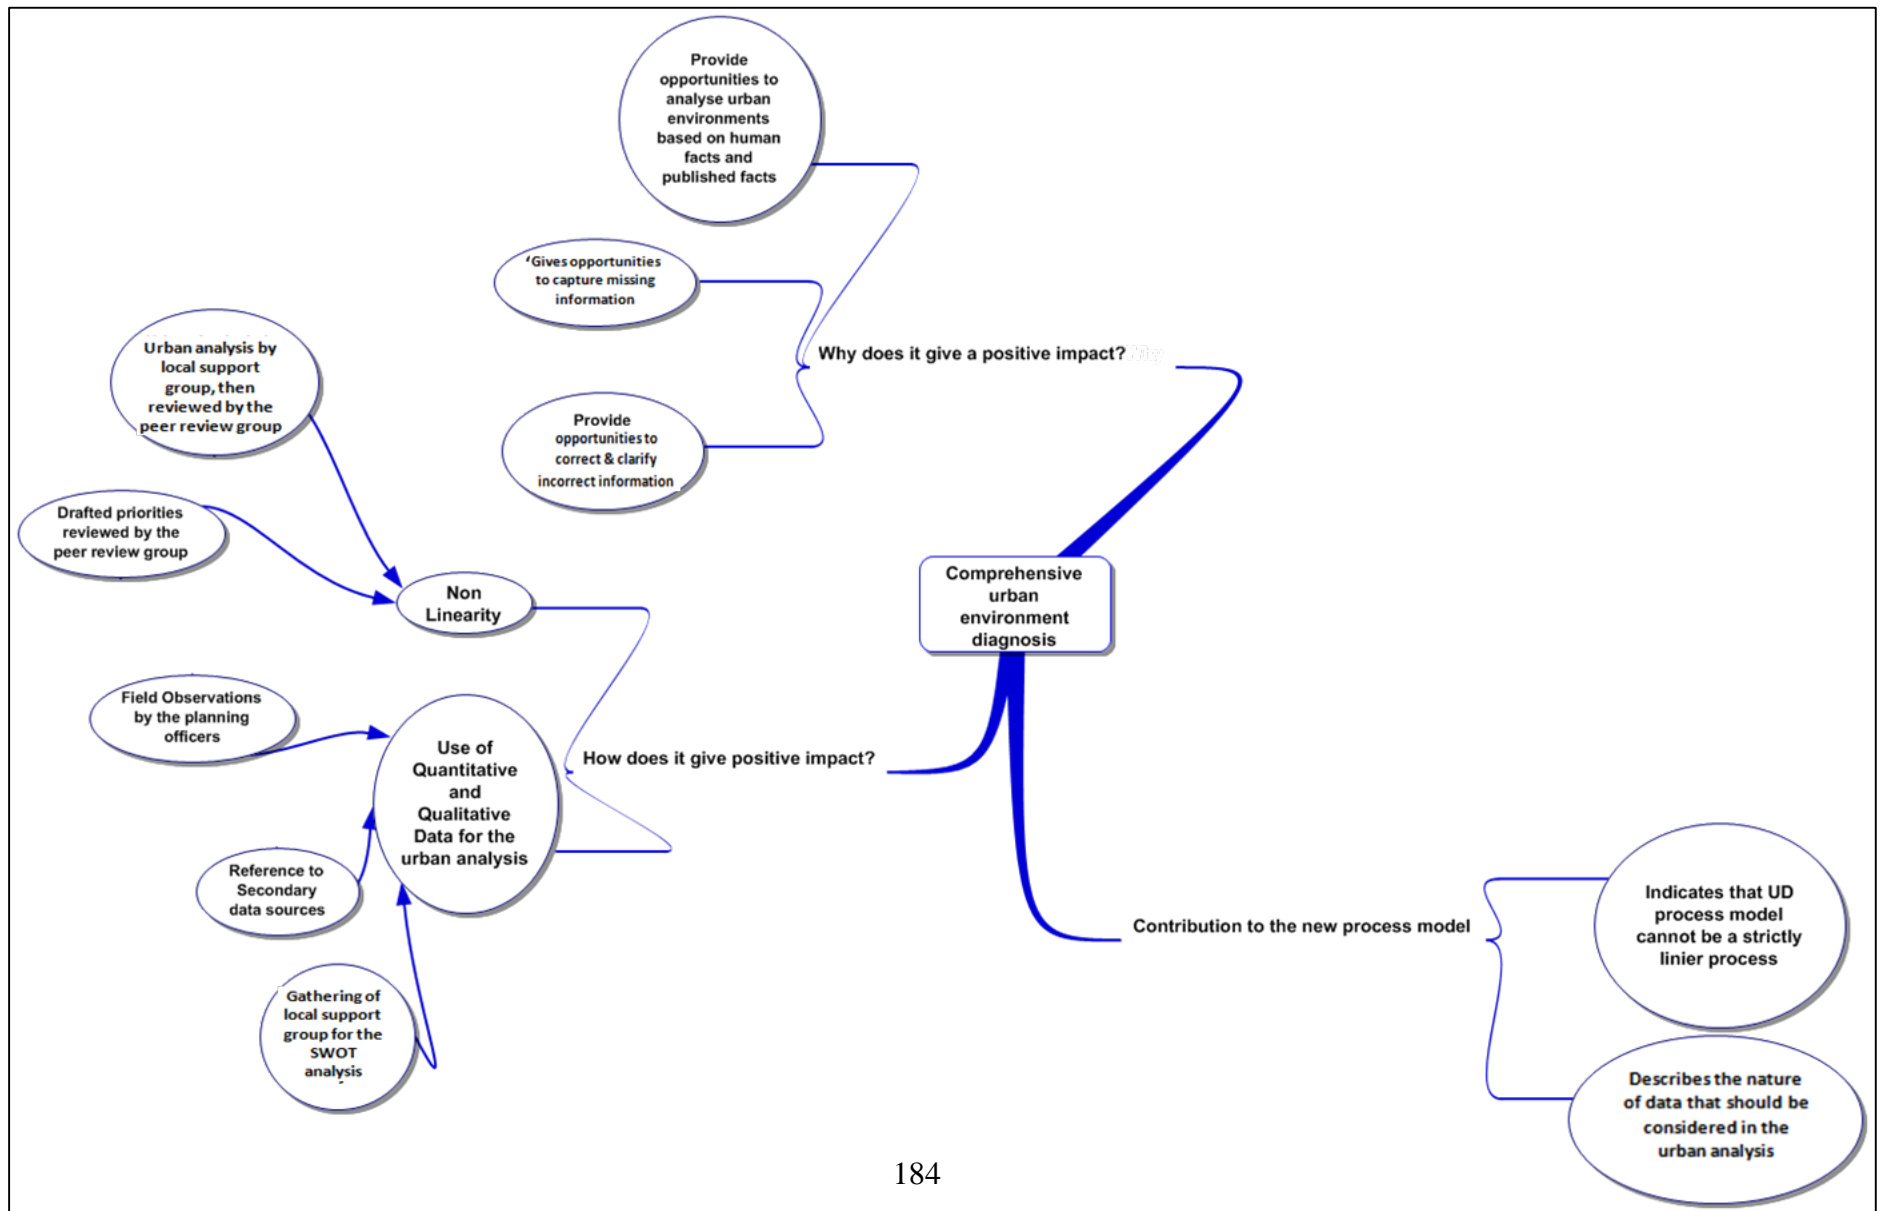 Provide
opportunities to
analyse urban
environments
based on human
facts and
published facts
‘Gives opportunities
to capture missing
information
Provide
opportunities to
correct & clarify
incorrect information
Why does it give a positive impact?
Urban analysis by
local support
group, then
reviewed by the
peer review group
Drafted priorities
reviewed by the
peer review group
Non
Linearity
Field Observations
by the planning
officers
Reference to
Secondary
data sources
Gathering of
local support
group for the
SWOT
analysis
Use of
Quantitative
and
Qualitative
Data for the
urban analysis
How does it give positive impact?
Comprehensive
urban
environment
diagnosis
Contribution to the new process model
Indicates that UD
process model
cannot be a strictly
linier process
Describes the nature
of data that should be
considered in the
urban analysis
184